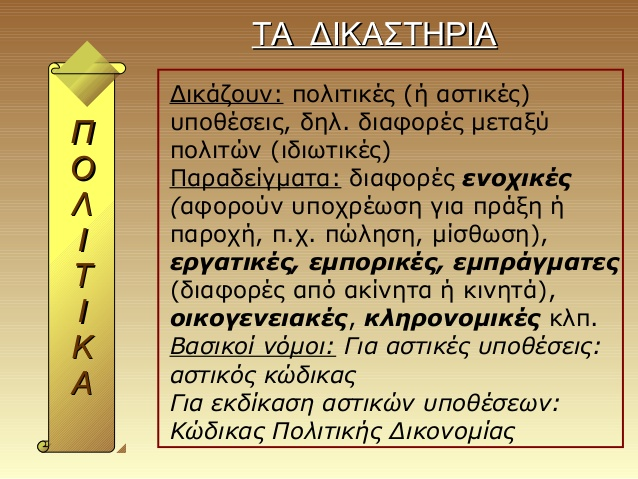 ΤΑ ΔΙΚΑΣΤΗΡΙΑ
ΠΟΛΙΤΙΚΑ
Δικάζουν: πολιτικές (ή αστικές)
υποθέσεις, δηλ. διαφορές μεταξύ
πολιτών (ιδιωτικές)
Παραδείγματα: διαφορές ενοχικές
(αφορούν υποχρέωση για πράξη ή
παροχή, π.χ. πώληση, μίσθωση),
εργατικές, εμπορικές, εμπράγματες
(διαφορές από ακίνητα ή κινητά),
οικογενειακές, κληρονομικές κλπ.
Βασικοί νόμοι: Για αστικές υποθέσεις:
αστικός κώδικας
Για εκδίκαση αστικών υποθέσεων:
Κώδικας Πολιτικής Δικονομίας